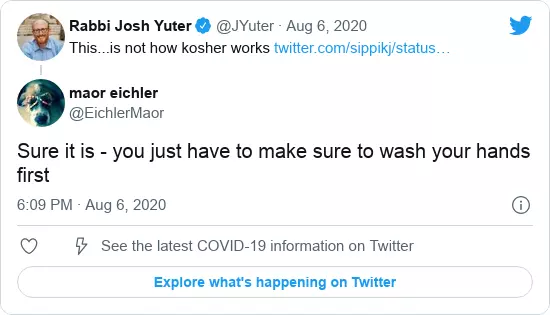 Rabbi Josh Yuter @JYuter · Aug 6, 2020
This...is not how kosher works twitter.com/sippikj/status…
maor eichler
@EichlerMaor
Sure it is - you just have to make sure to wash your hands
first
6:09 PM · Aug 6, 2020
See the latest COVID-19 information on Twitter
Explore what's happening on Twitter